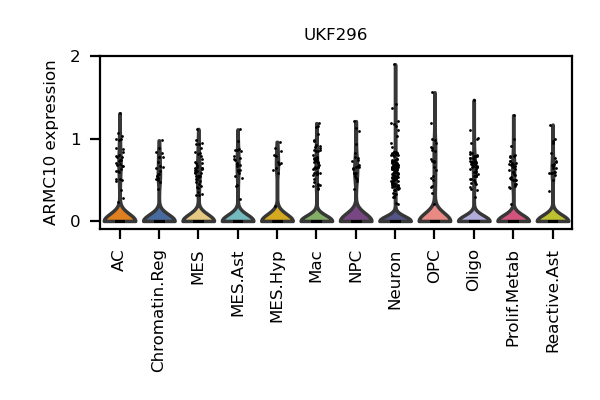 UKF296
ARMC10 expression
2
1
0
AC
Chromatin.Reg
MES
MES.Ast
MES.Hyp
Mac
NPC
Neuron
OPC
Oligo
Prolif.Metab
Reactive.Ast